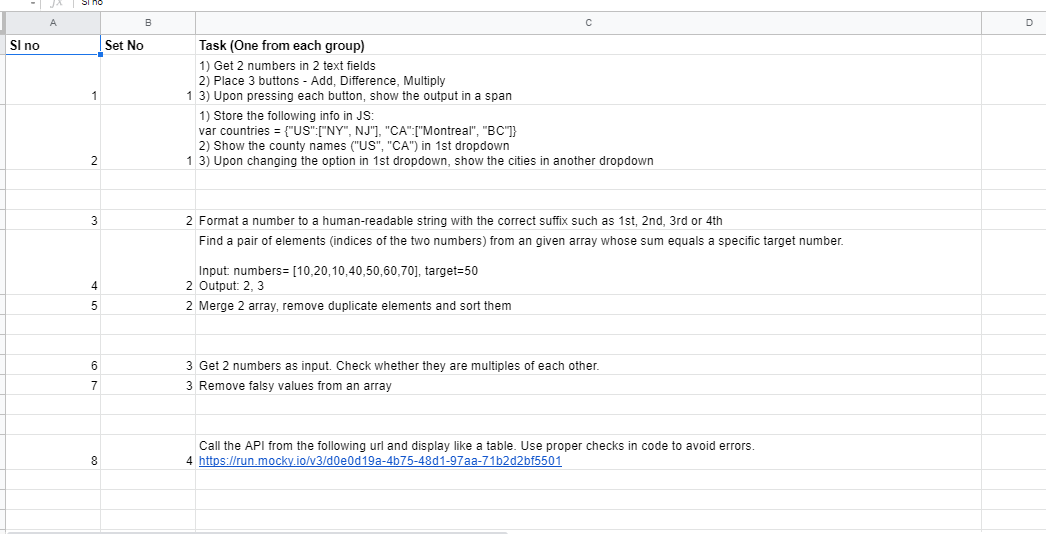 Sl no
A B C D
Sl no Set No Task (One from each group)
1) Get 2 numbers in 2 text fields
2) Place 3 buttons - Add, Difference, Multiply
1 1 3) Upon pressing each button, show the output in a span
1) Store the following info in JS:
var countries = {"US":["NY", NJ"], "CA":["Montreal", "BC"]}
2) Show the county names ("US", "CA") in 1st dropdown
2 1 3) Upon changing the option in 1st dropdown, show the cities in another dropdown
3 2 Format a number to a human-readable string with the correct suffix such as 1st, 2nd, 3rd or 4th
Find a pair of elements (indices of the two numbers) from an given array whose sum equals a specific target number.
Input: numbers= [10,20,10,40,50,60,70], target=50
4 2 Output: 2, 3
5 2 Merge 2 array, remove duplicate elements and sort them
6 3 Get 2 numbers as input. Check whether they are multiples of each other.
7 3 Remove falsy values from an array
Call the API from the following url and display like a table. Use proper checks in code to avoid errors.
8 4 https://run.mocky.io/v3/d0e0d19a-4b75-48d1-97aa-71b2d2bf5501